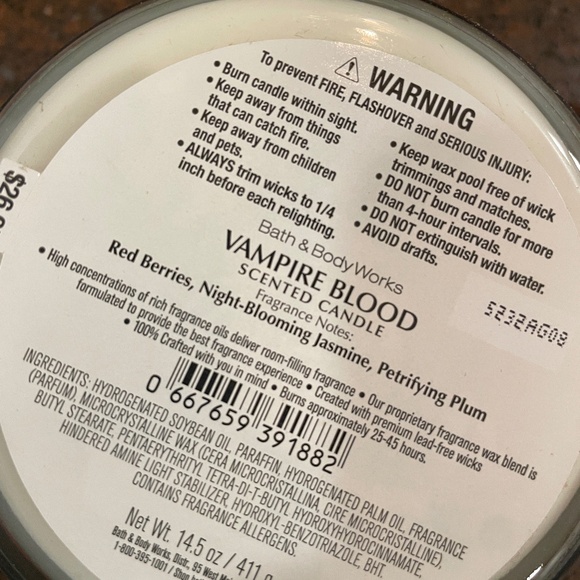 ⚠ WARNING
To prevent FIRE, FLASHOVER and SERIOUS INJURY:
• Burn candle within sight.
• Keep away from things
that can catch fire.
• Keep away from children
and pets.
• ALWAYS trim wicks to 1/4
inch before each relighting.
• Keep wax pool free of wick
trimmings and matches.
• DO NOT burn candle for more
than 4-hour intervals.
• DO NOT extinguish with water.
• AVOID drafts.
Bath & Body Works
VAMPIRE BLOOD
SCENTED CANDLE
Fragrance Notes:
Red Berries, Night-Blooming Jasmine, Petrifying Plum
• High concentrations of rich fragrance oils deliver room-filling fragrance • Our proprietary fragrance wax blend is
formulated to provide the best fragrance experience • Created with premium lead-free wicks
• 100% Crafted with you in mind • Burns approximately 25-45 hours.
0 667659 391882
INGREDIENTS: HYDROGENATED SOYBEAN OIL, PARAFFIN, HYDROGENATED PALM OIL, FRAGRANCE
(PARFUM), MICROCRYSTALLINE WAX (CERA MICROCRISTALLINA, CIRE MICROCRISTALLINE),
BUTYL STEARATE, PENTAERYTHRITYL TETRA-DI-T-BUTYL HYDROXYHYDROCINNAMATE,
HINDERED AMINE LIGHT STABILIZER, HYDROXYL-BENZOTRIAZOLE, BHT.
CONTAINS FRAGRANCE ALLERGENS.
Net Wt. 14.5 oz / 411 g
Bath & Body Works, Distr. 95 West
1-800-395-1001 / Shop
5232AG08
$26